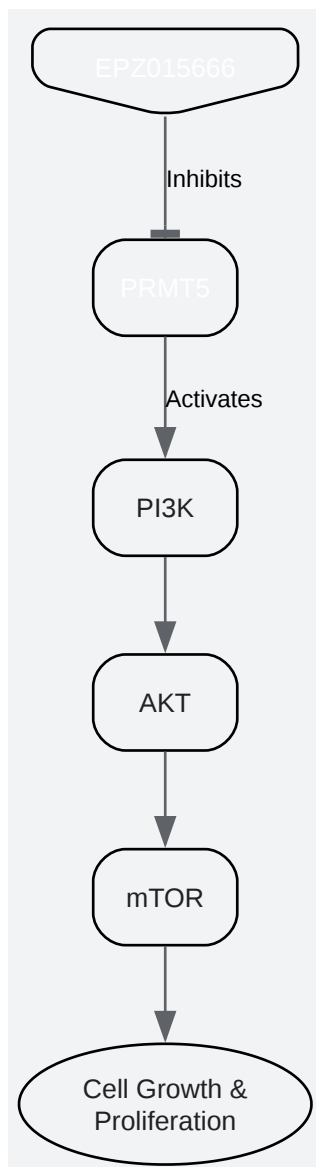 EPZ015666
Inhibits
PRMT5
Activates
PI3K
AKT
mTOR
Cell Growth &
Proliferation